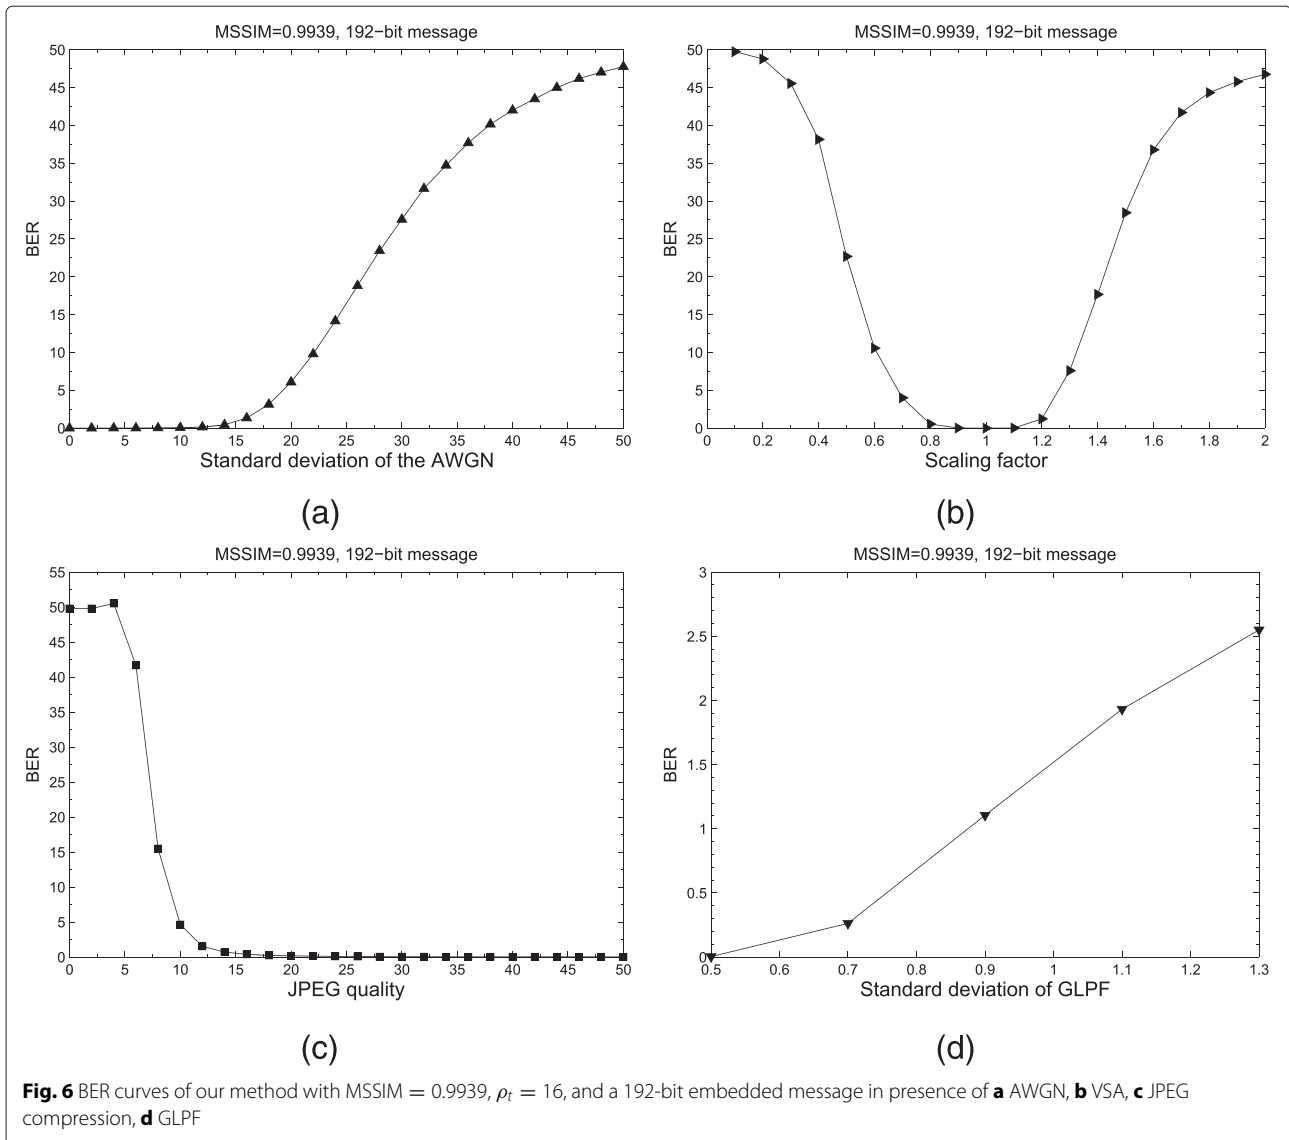 MSSIM=0.9939, 192−bit message
50
45
40
35
30
25
20
15
10
5
0
BER
0 5 10 15 20 25 30 35 40 45 50
Standard deviation of the AWGN
(a)
MSSIM=0.9939, 192−bit message
50
45
40
35
30
25
20
15
10
5
0
BER
0 0.2 0.4 0.6 0.8 1 1.2 1.4 1.6 1.8 2
Scaling factor
(b)
MSSIM=0.9939, 192−bit message
55
50
45
40
35
30
25
20
15
10
5
0
BER
0 5 10 15 20 25 30 35 40 45 50
JPEG quality
(c)
MSSIM=0.9939, 192−bit message
3
2.5
2
1.5
1
0.5
0
BER
0.5 0.6 0.7 0.8 0.9 1 1.1 1.2 1.3
Standard deviation of GLPF
(d)
Fig. 6 BER curves of our method with MSSIM = 0.9939, ρt = 16, and a 192-bit embedded message in presence of a AWGN, b VSA, c JPEG
compression, d GLPF